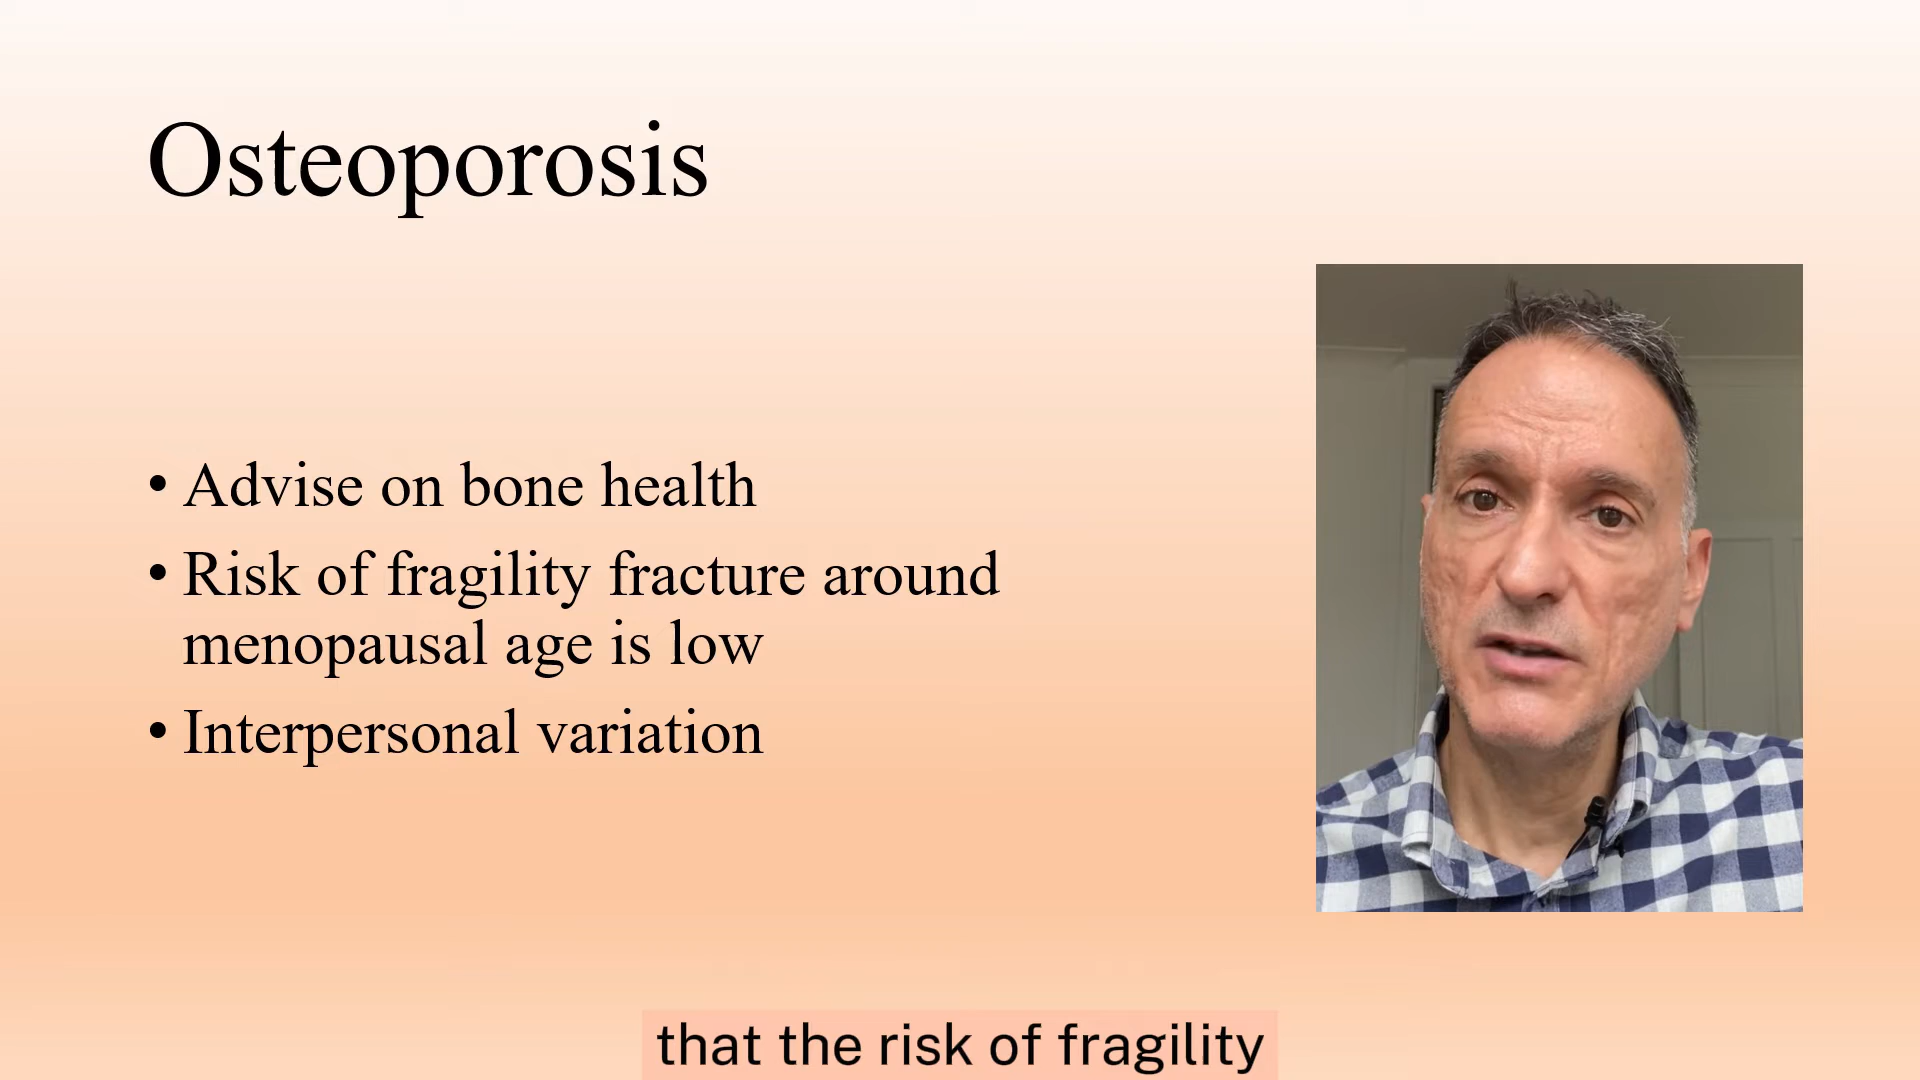 Osteoporosis
• Advise on bone health
• Risk of fragility fracture around
menopausal age is low
• Interpersonal variation
that the risk of fragility